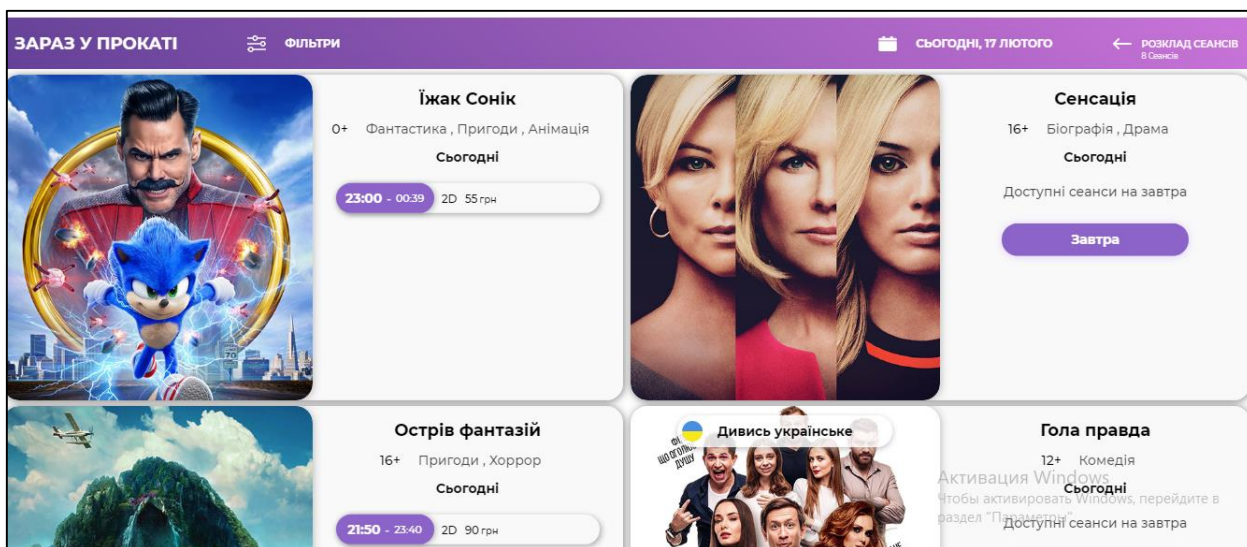 ЗАРАЗ У ПРОКАТІ
ФІЛЬТРИ
СЬОГОДНІ, 17 ЛЮТОГО
РОЗКЛАД СЕАНСІВ
8 Сеансів
Їжак Сонік
0+ Фантастика , Пригоди , Анімація
Сьогодні
23:00 - 00:39 2D 55 грн
Сенсація
16+ Біографія , Драма
Сьогодні
Доступні сеанси на завтра
Завтра
70
Острів фантазій
16+ Пригоди , Хоррор
Сьогодні
21:50 - 23:40 2D 90 грн
Дивись українське
ДУШУ
Гола правда
12+ Комедія
Сьогодні
Доступні сеанси на завтра
Активация Windows
Чтобы активировать Windows, перейдите в
раздел "Параметры".